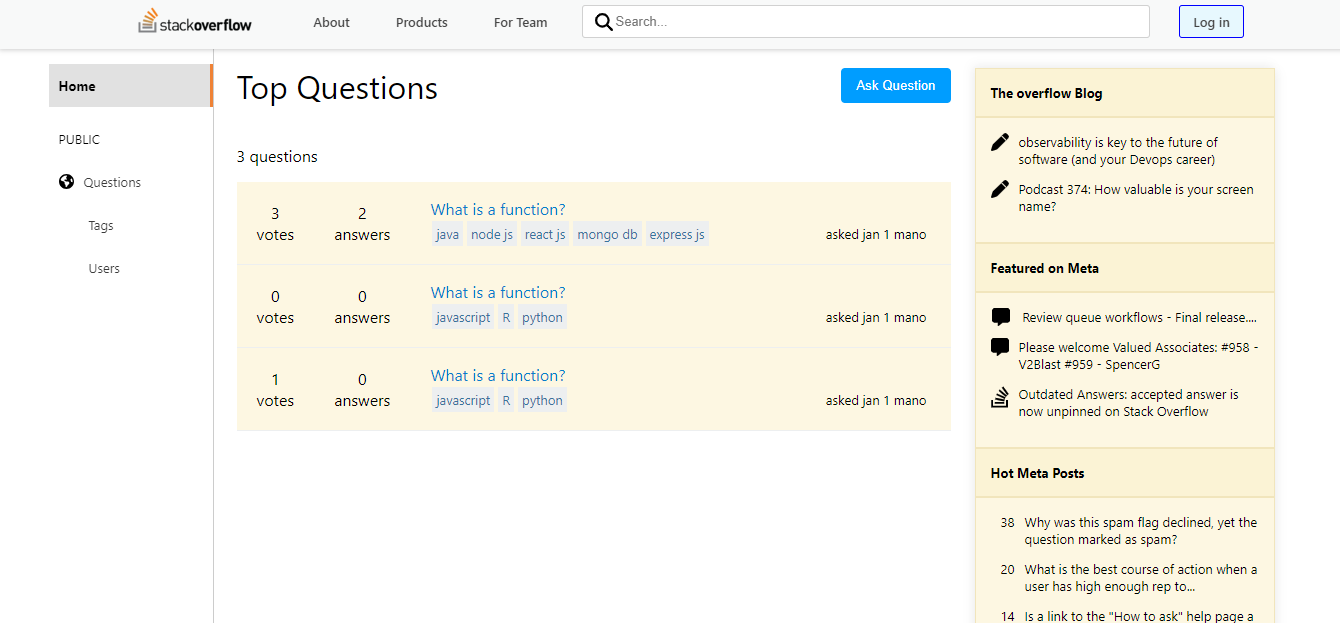 stackoverflow
About
Products
For Team
Search...
Log in
Home
PUBLIC
Questions
Tags
Users
Top Questions
Ask Question
3 questions
3
votes
2
answers
What is a function?
java node js react js mongo db express js
asked jan 1 mano
0
votes
0
answers
What is a function?
javascript R python
asked jan 1 mano
1
votes
0
answers
What is a function?
javascript R python
asked jan 1 mano
The overflow Blog
observability is key to the future of
software (and your Devops career)
Podcast 374: How valuable is your screen
name?
Featured on Meta
Review queue workflows - Final release....
Please welcome Valued Associates: #958 -
V2Blast #959 - SpencerG
Outdated Answers: accepted answer is
now unpinned on Stack Overflow
Hot Meta Posts
38 Why was this spam flag declined, yet the
question marked as spam?
20 What is the best course of action when a
user has high enough rep to...
14 Is a link to the "How to ask" help page a